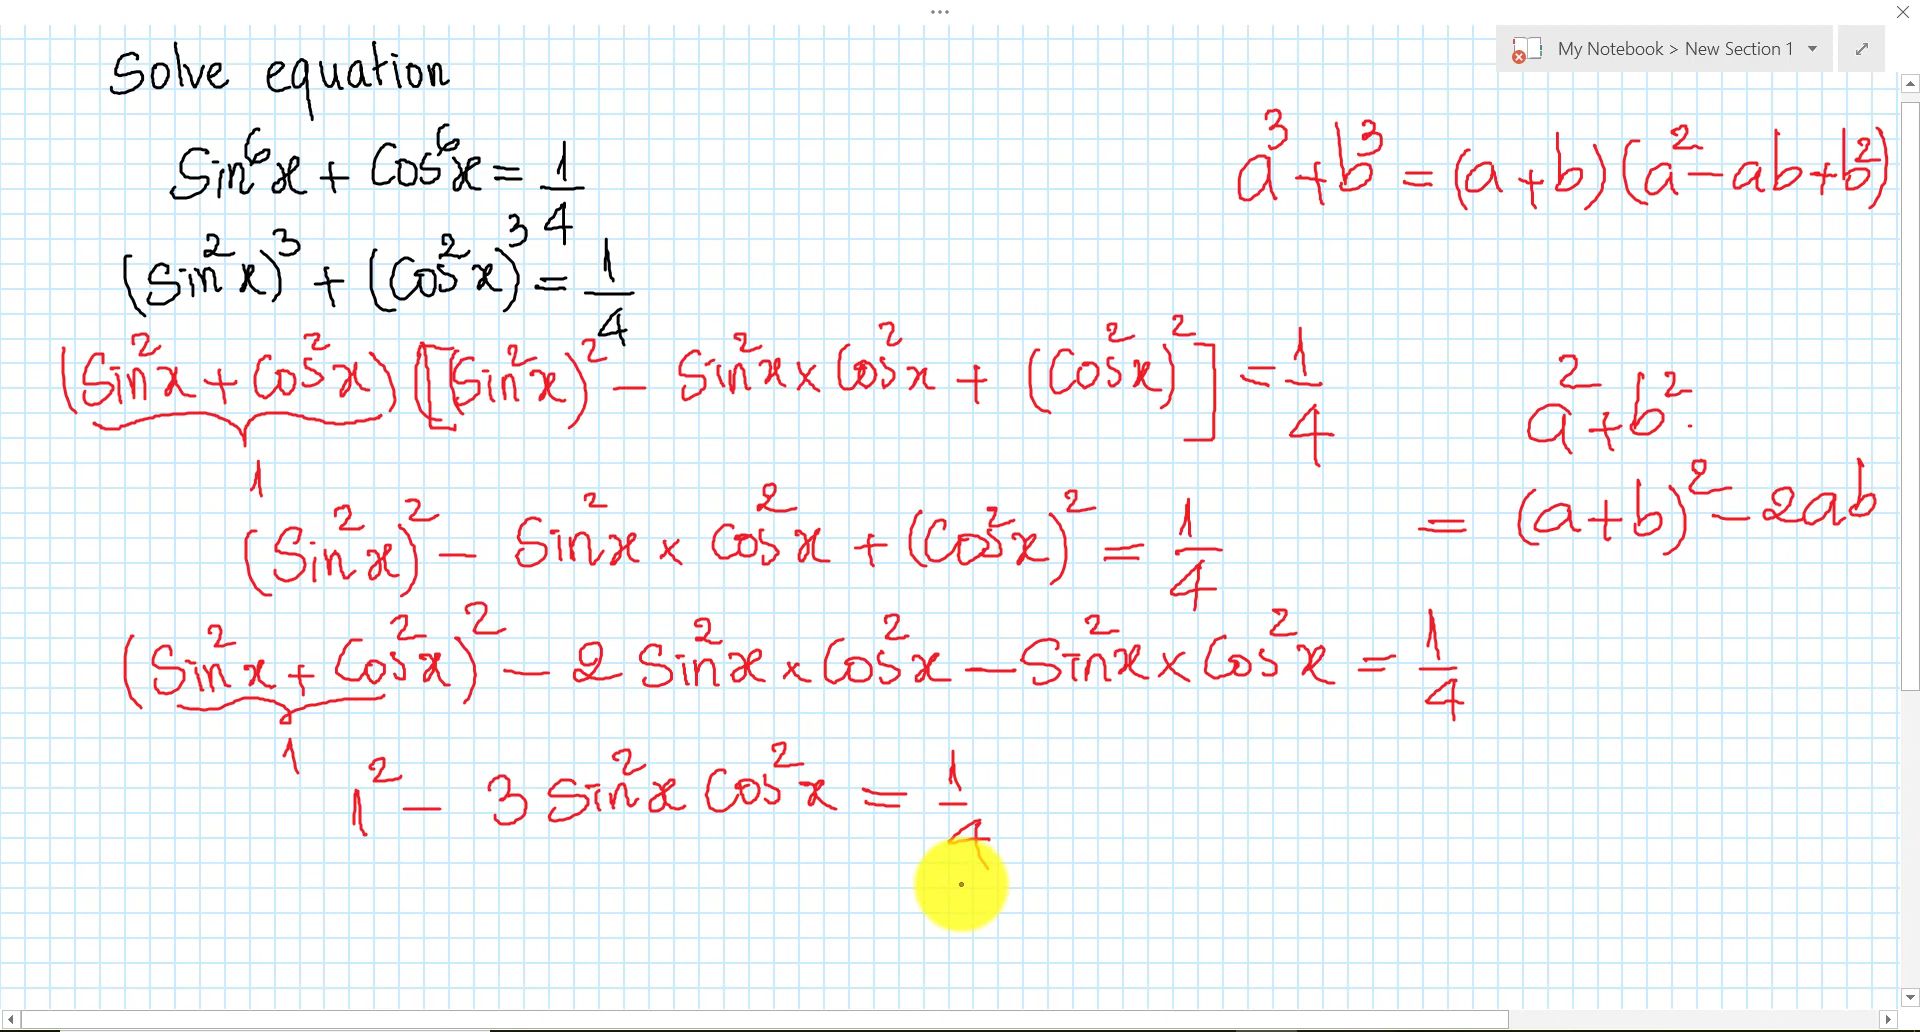 My Notebook > New Section 1
Solve equation
Sin⁶x + Cos⁶x = 1/4
a³ + b³ = (a + b)(a² − ab + b²)
(Sin²x)³ + (Cos²x)³ = 1/4
(Sin²x + Cos²x)[(Sin²x)² − Sin²x × Cos²x + (Cos²x)²] = 1/4
1
a² + b².
= (a + b)² − 2ab
(Sin²x)² − Sin²x × Cos²x + (Cos²x)² = 1/4
(Sin²x + Cos²x)² − 2 Sin²x × Cos²x − Sin²x × Cos²x = 1/4
1
1² − 3 Sin²x Cos²x = 1/4